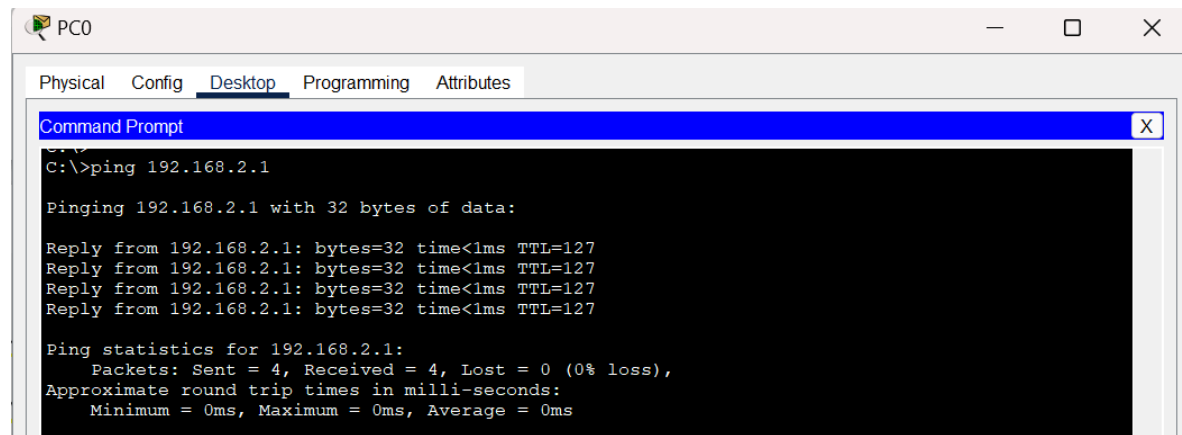 PC0
Physical Config Desktop Programming Attributes
Command Prompt X
C:\>ping 192.168.2.1
Pinging 192.168.2.1 with 32 bytes of data:
Reply from 192.168.2.1: bytes=32 time<1ms TTL=127
Reply from 192.168.2.1: bytes=32 time<1ms TTL=127
Reply from 192.168.2.1: bytes=32 time<1ms TTL=127
Reply from 192.168.2.1: bytes=32 time<1ms TTL=127
Ping statistics for 192.168.2.1:
Packets: Sent = 4, Received = 4, Lost = 0 (0% loss),
Approximate round trip times in milli-seconds:
Minimum = 0ms, Maximum = 0ms, Average = 0ms